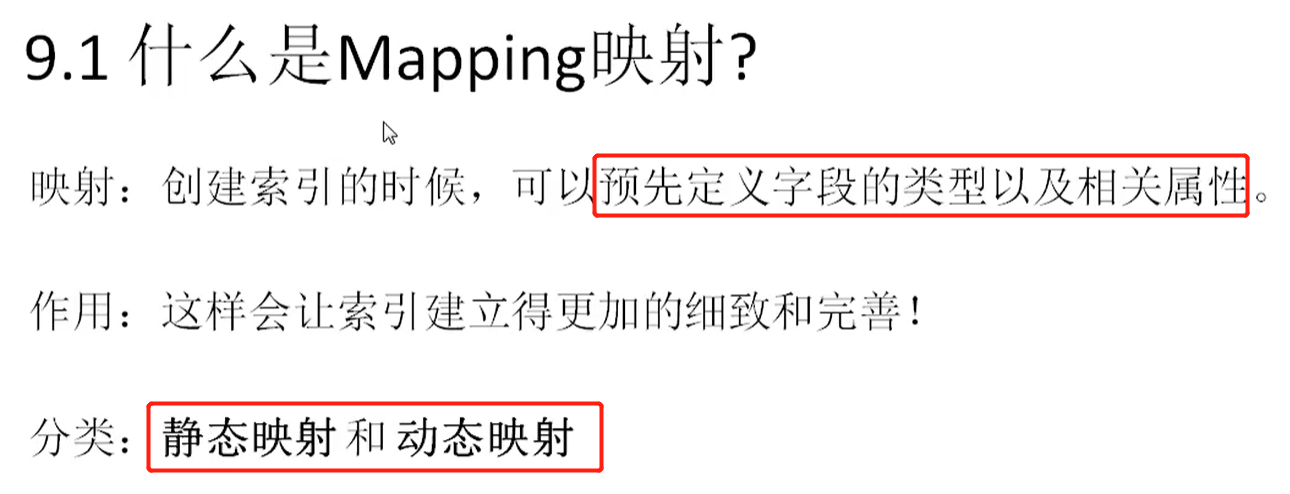 9.1 什么是Mapping映射?
映射：创建索引的时候，可以预先定义字段的类型以及相关属性。
作用：这样会让索引建立得更加的细致和完善！
分类：静态映射和动态映射